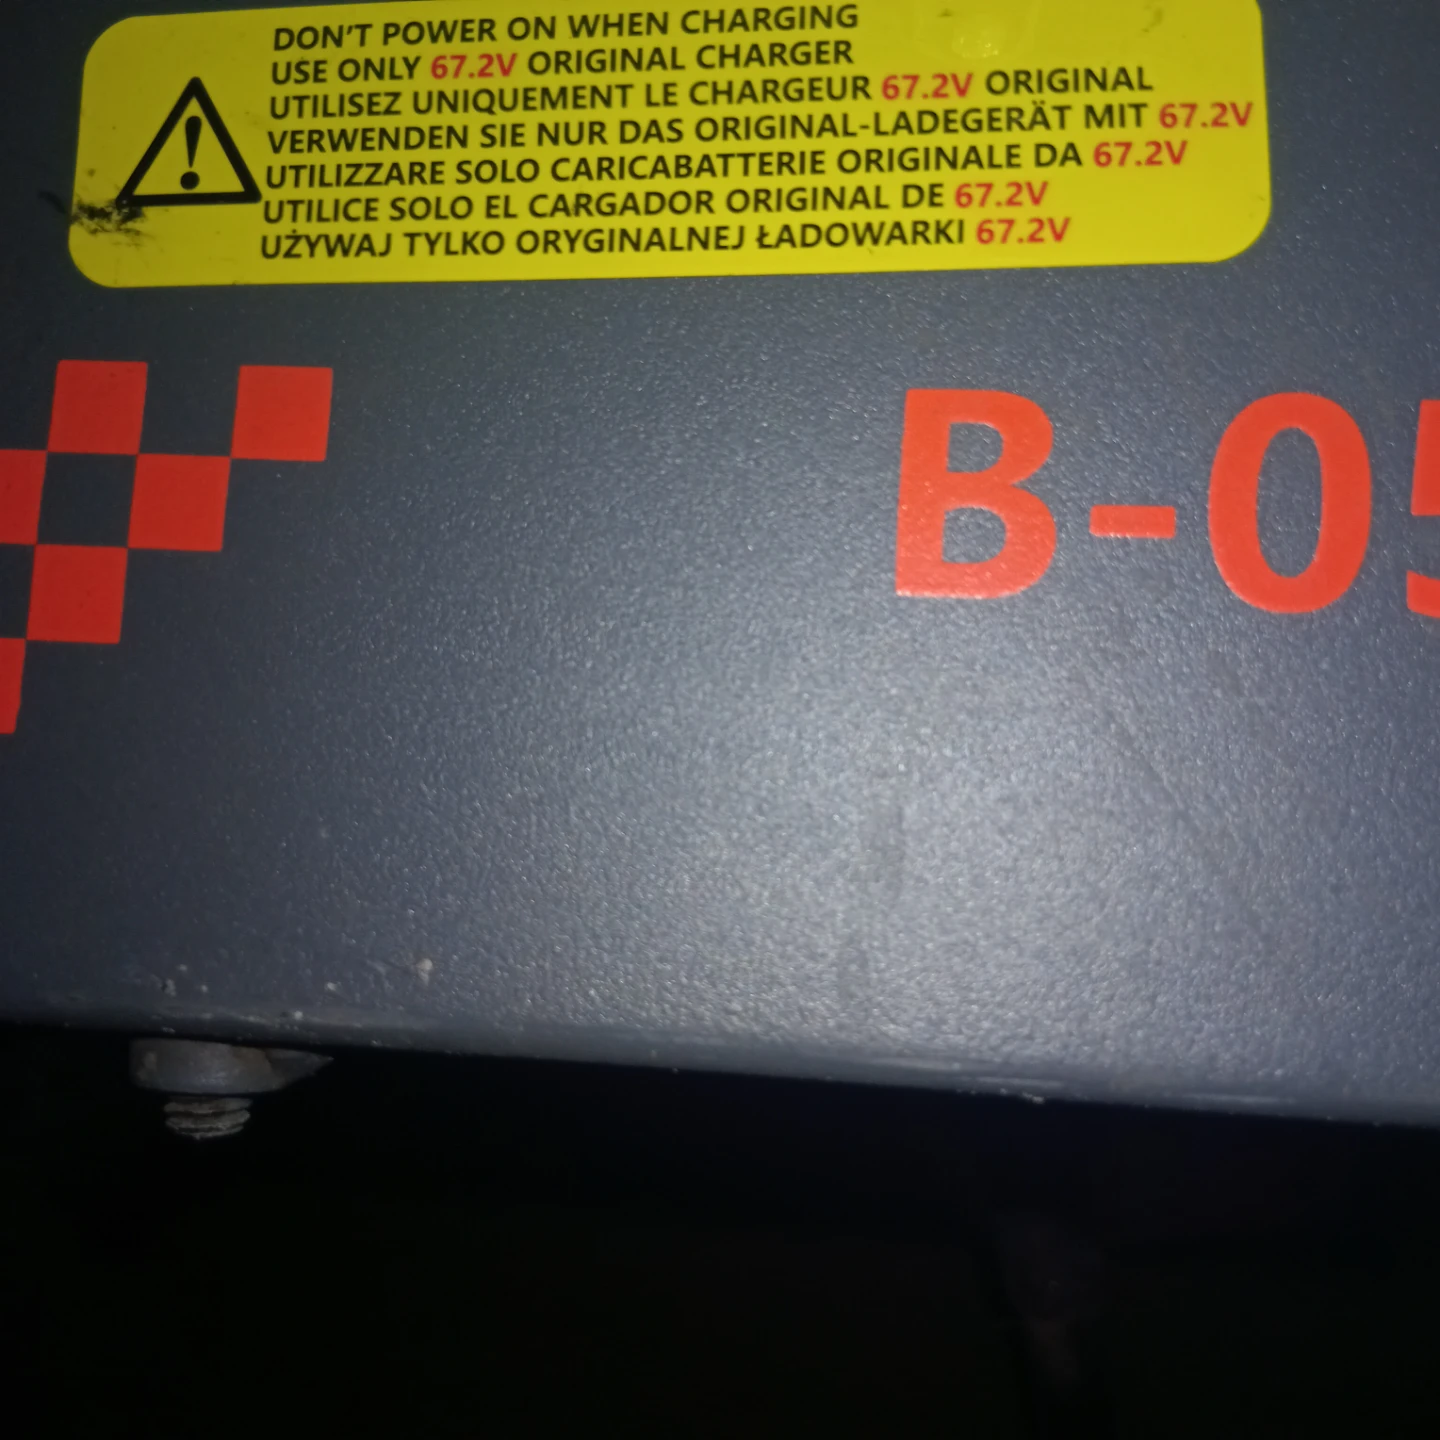 DON'T POWER ON WHEN CHARGING
USE ONLY 67.2V ORIGINAL CHARGER
UTILISEZ UNIQUEMENT LE CHARGEUR 67.2V ORIGINAL
VERWENDEN SIE NUR DAS ORIGINAL-LADEGERÄT MIT 67.2V
UTILIZZARE SOLO CARICABATTERIE ORIGINALE DA 67.2V
UTILICE SOLO EL CARGADOR ORIGINAL DE 67.2V
UŻYWAJ TYLKO ORYGINALNEJ ŁADOWARKI 67.2V
B-05